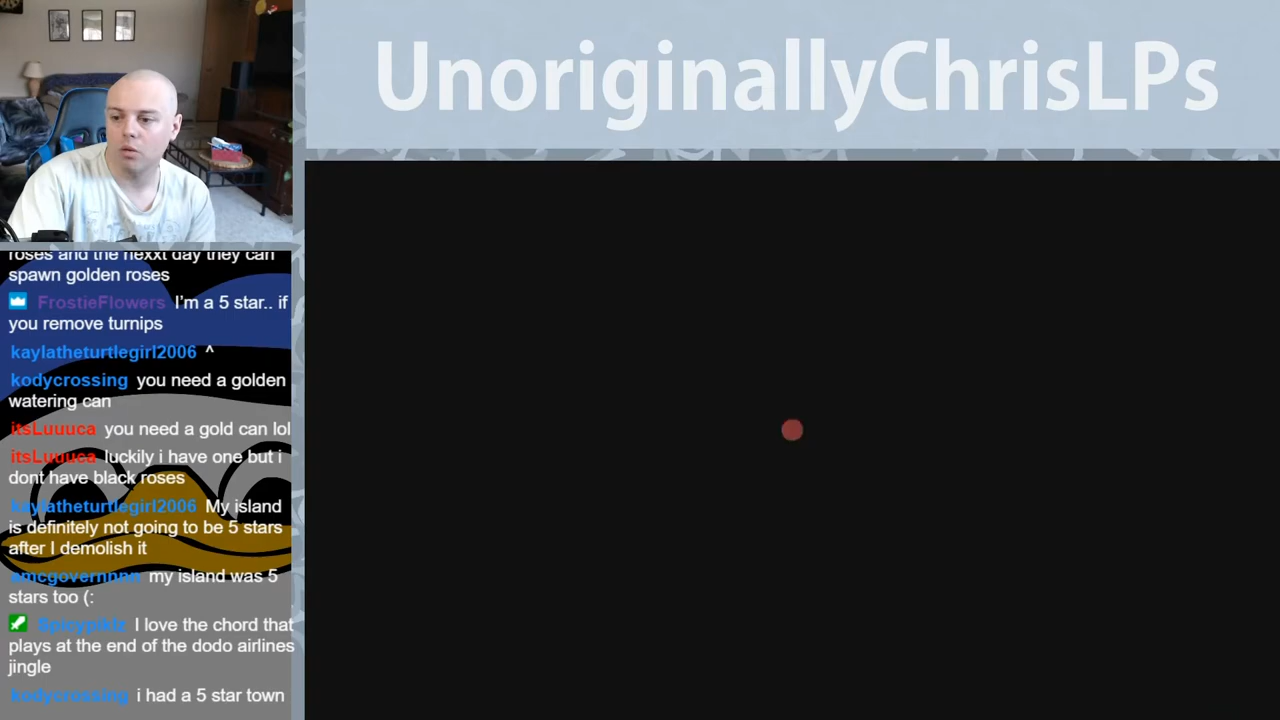 UnoriginallyChrisLPs
roses and the nexxt day they can
spawn golden roses
FrostieFlowers I'm a 5 star.. if
you remove turnips
kaylatheturtlegirl2006 ^
kodycrossing you need a golden
watering can
itsLuuuca you need a gold can lol
itsLuuuca luckily i have one but i
dont have black roses
kaylatheturtlegirl2006 My island
is definitely not going to be 5 stars
after I demolish it
amcgovernnnn my island was 5
stars too (:
Spicypiklz I love the chord that
plays at the end of the dodo airlines
jingle
kodycrossing i had a 5 star town